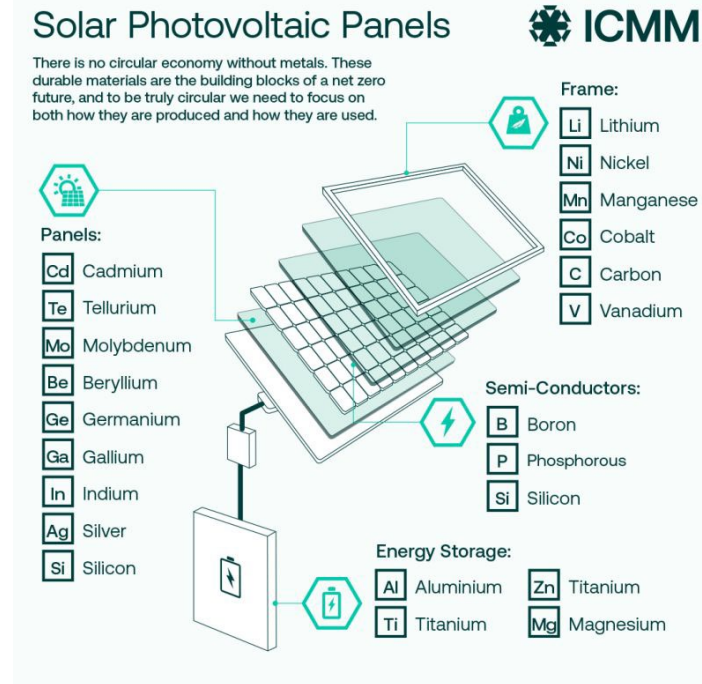 Solar Photovoltaic Panels
ICMM
There is no circular economy without metals. These
durable materials are the building blocks of a net zero
future, and to be truly circular we need to focus on
both how they are produced and how they are used.
Frame:
Li Lithium
Ni Nickel
Mn Manganese
Co Cobalt
C Carbon
V Vanadium
Panels:
Cd Cadmium
Te Tellurium
Mo Molybdenum
Be Beryllium
Ge Germanium
Ga Gallium
In Indium
Ag Silver
Si Silicon
Semi-Conductors:
B Boron
P Phosphorous
Si Silicon
Energy Storage:
Al Aluminium
Zn Titanium
Ti Titanium
Mg Magnesium